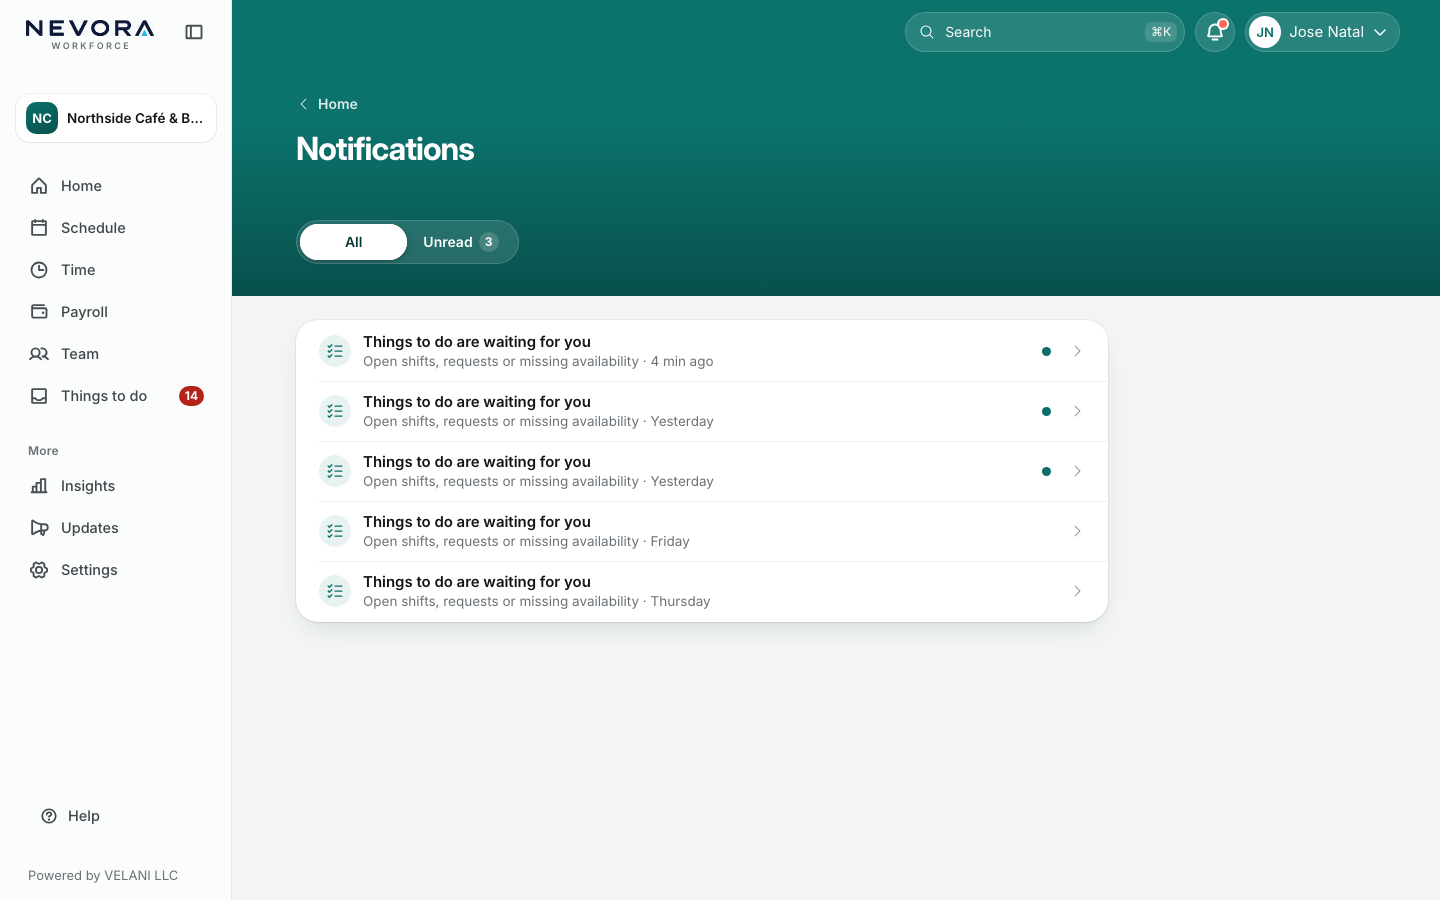 NEVORA
WORKFORCE
NC
Northside Café & B...
Home
Schedule
Time
Payroll
Team
Things to do
14
More
Insights
Updates
Settings
Help
Powered by VELANI LLC
Search
⌘K
JN
Jose Natal
Home
Notifications
All
Unread 3
Things to do are waiting for you
Open shifts, requests or missing availability · 4 min ago
Things to do are waiting for you
Open shifts, requests or missing availability · Yesterday
Things to do are waiting for you
Open shifts, requests or missing availability · Yesterday
Things to do are waiting for you
Open shifts, requests or missing availability · Friday
Things to do are waiting for you
Open shifts, requests or missing availability · Thursday